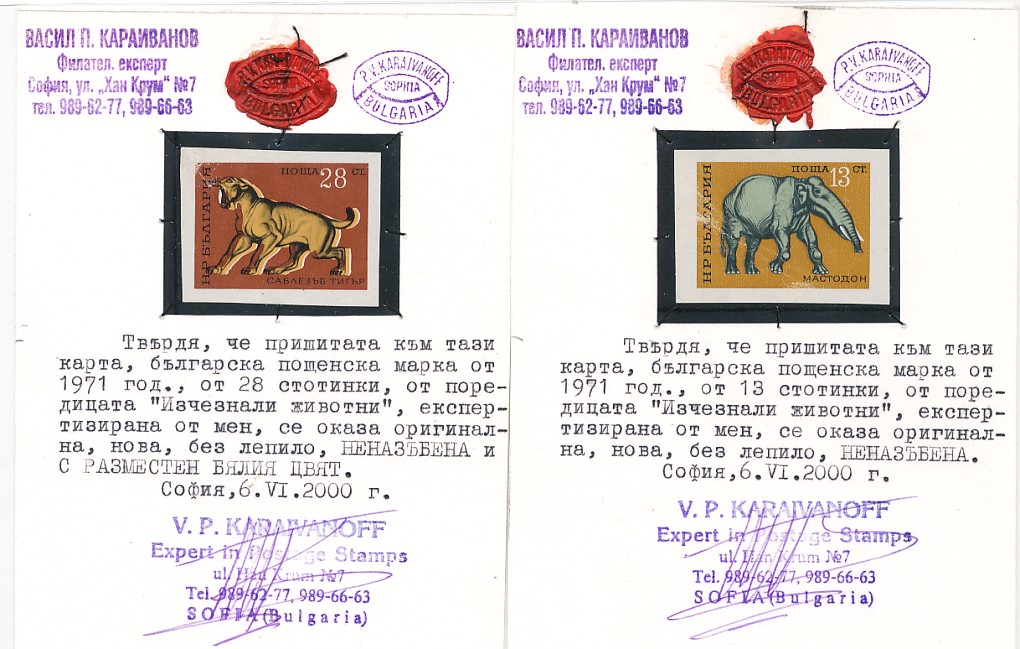 ВАСИЛ П. КАРАИВАНОВ
Филател. експерт
София, ул. „Хан Крум“ №7
тел. 989-62-77, 989-66-63
BULGARIA
P.V. KARAIVANOFF
SOPHIA
BULGARIA
НР БЪЛГАРИЯ
ПОЩА 28 СТ.
САБЛЕЗЪБ ТИГЪР
Твърдя, че пришитата към тази
карта, българска пощенска марка от
1971 год., от 28 стотинки, от поре-
дицата "Изчезнали животни", експер-
тизирана от мен, се оказа оригинал-
на, нова, без лепило, НЕНАЗЪБЕНА и
С РАЗМЕСТЕН БЯЛИЯ ЦВЯТ.
София,6.VI.2000 г.
V. P. KARAIVANOFF
Expert in Postage Stamps
ul. Han Krum №7
Tel. 989-62-77, 989-66-63
SOFIA (Bulgaria)
ВАСИЛ П. КАРАИВАНОВ
Филател. експерт
София, ул. „Хан Крум“ №7
тел. 989-62-77, 989-66-63
BULGARIA
P.V. KARAIVANOFF
SOPHIA
BULGARIA
НР БЪЛГАРИЯ
ПОЩА 13 СТ.
МАСТОДОН
Твърдя, че пришитата към тази
карта, българска пощенска марка от
1971 год., от 13 стотинки, от поре-
дицата "Изчезнали животни", експер-
тизирана от мен, се оказа оригинал-
на, нова, без лепило, НЕНАЗЪБЕНА.
София,6.VI.2000 г.
V. P. KARAIVANOFF
Expert in Postage Stamps
ul. Han Krum №7
Tel. 989-62-77, 989-66-63
SOFIA (Bulgaria)